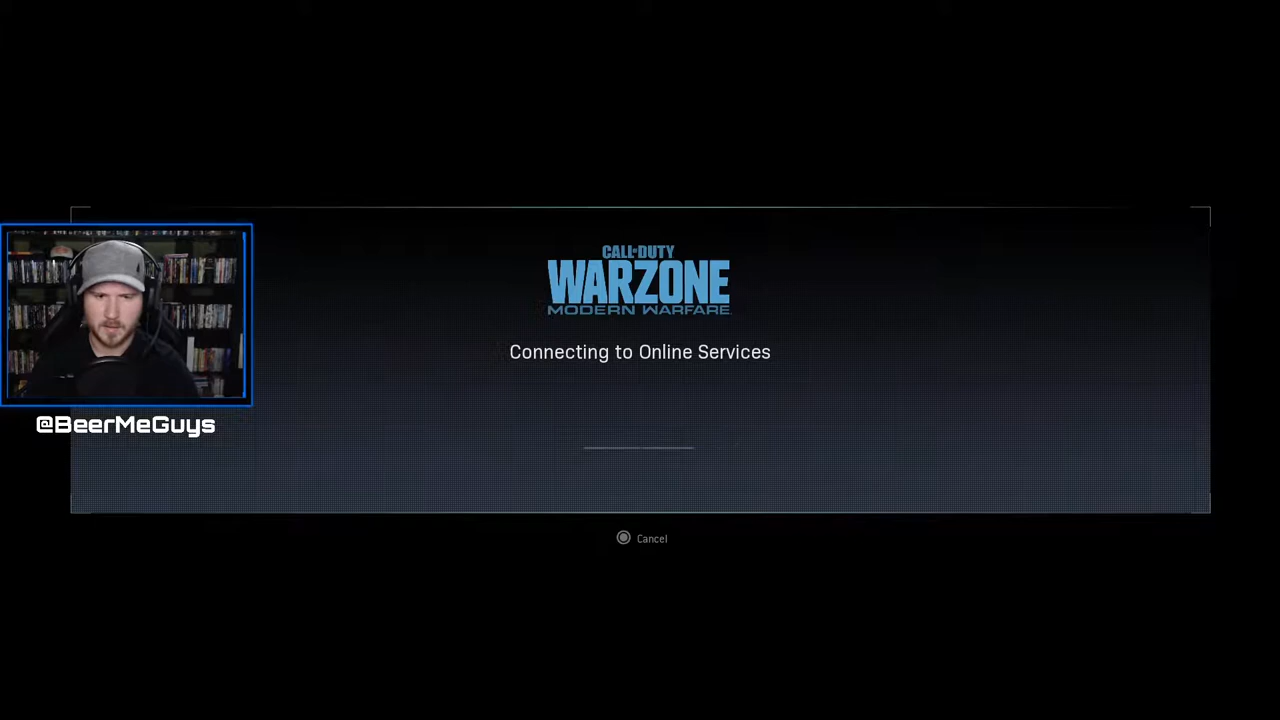 CALL OF DUTY
WARZONE
MODERN WARFARE
Connecting to Online Services
@BeerMeGuys
Cancel